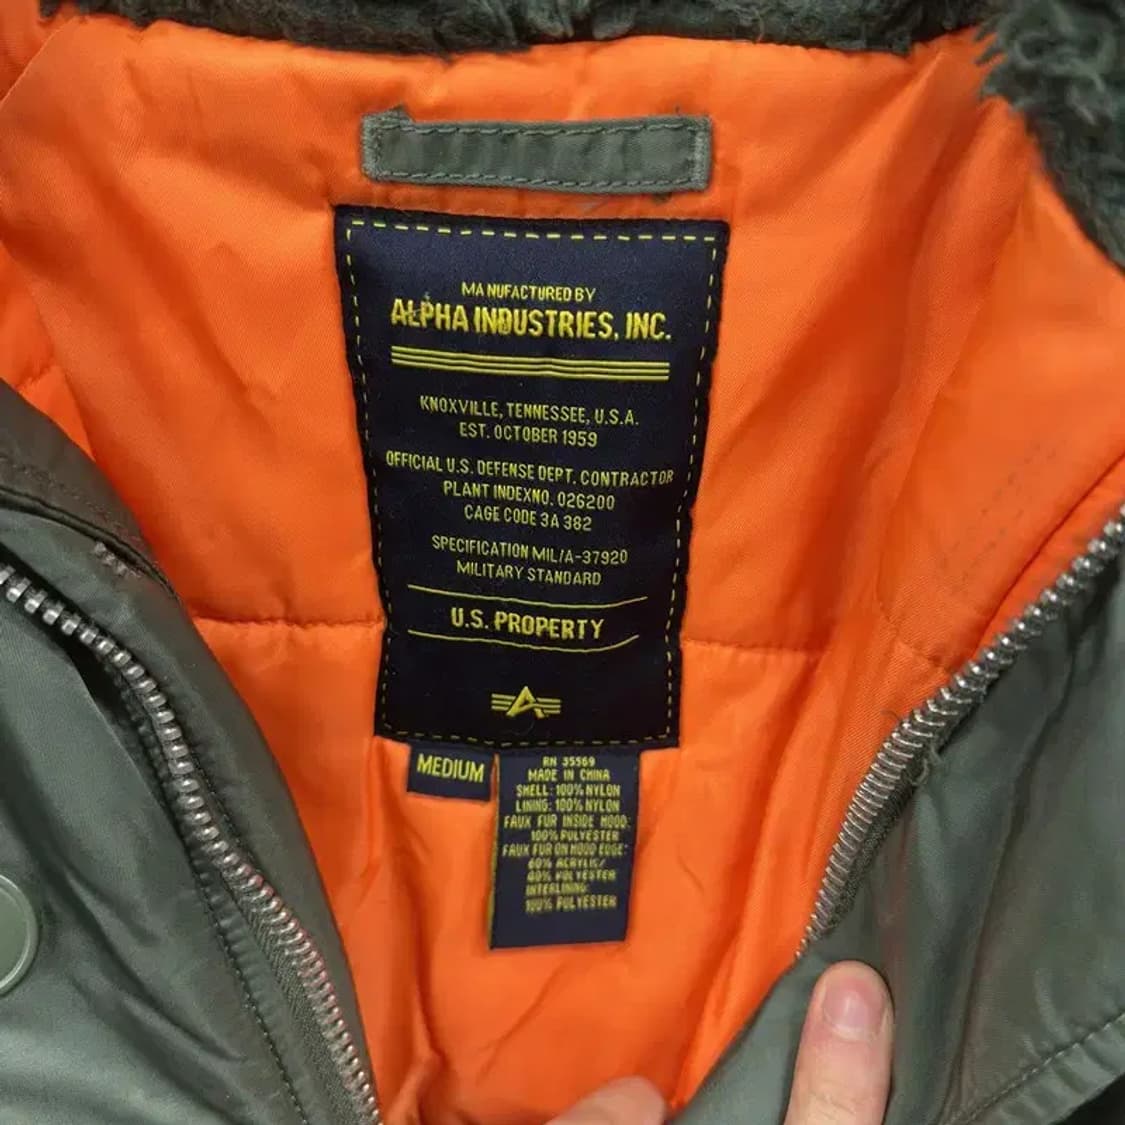 MANUFACTURED BY
ALPHA INDUSTRIES, INC.
KNOXVILLE, TENNESSEE, U.S.A.
EST. OCTOBER 1959
OFFICIAL U.S. DEFENSE DEPT. CONTRACTOR
PLANT INDEXNO. 026200
CAGE CODE 3A 382
SPECIFICATION MIL/A-37920
MILITARY STANDARD
U.S. PROPERTY
A
MEDIUM
RN 35569
MADE IN CHINA
SHELL: 100% NYLON
LINING: 100% NYLON
FAUX FUR INSIDE HOOD:
100% POLYESTER
FAUX FUR ON HOOD EDGE:
60% ACRYLIC/
40% POLYESTER
INTERLINING:
100% POLYESTER